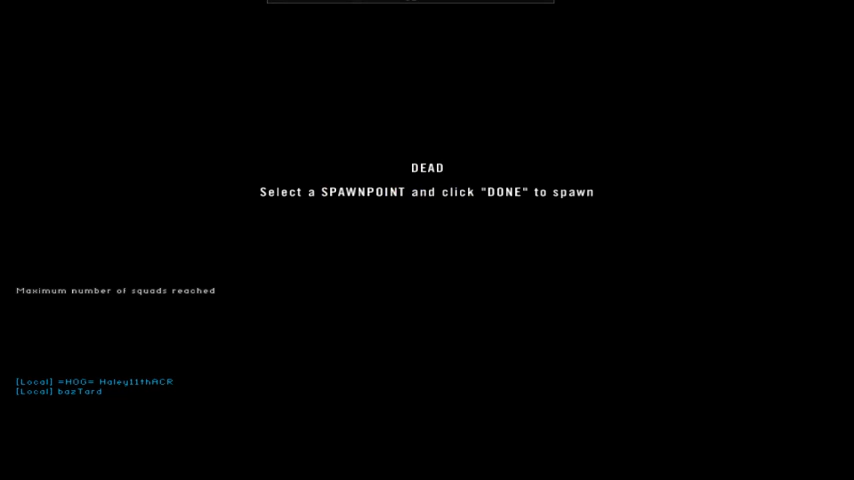 DEAD
Select a SPAWNPOINT and click "DONE" to spawn
Maximum number of squads reached
[Local] =HOG= Haley11thACR
[Local] bazTard